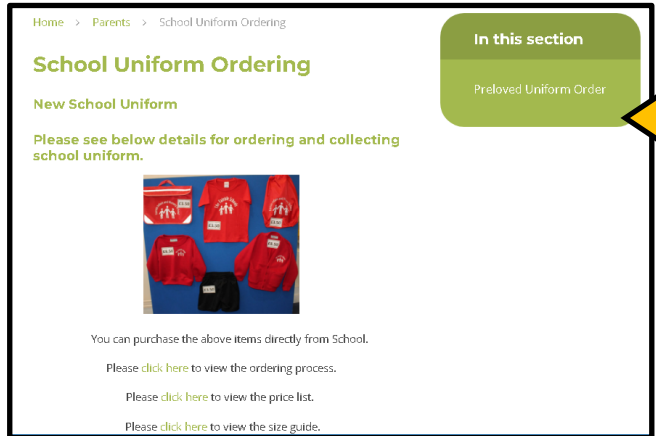 Home > Parents > School Uniform Ordering
In this section
School Uniform Ordering
Preloved Uniform Order
New School Uniform
Please see below details for ordering and collecting
school uniform.
You can purchase the above items directly from School.
Please click here to view the ordering process.
Please click here to view the price list.
Please click here to view the size guide.